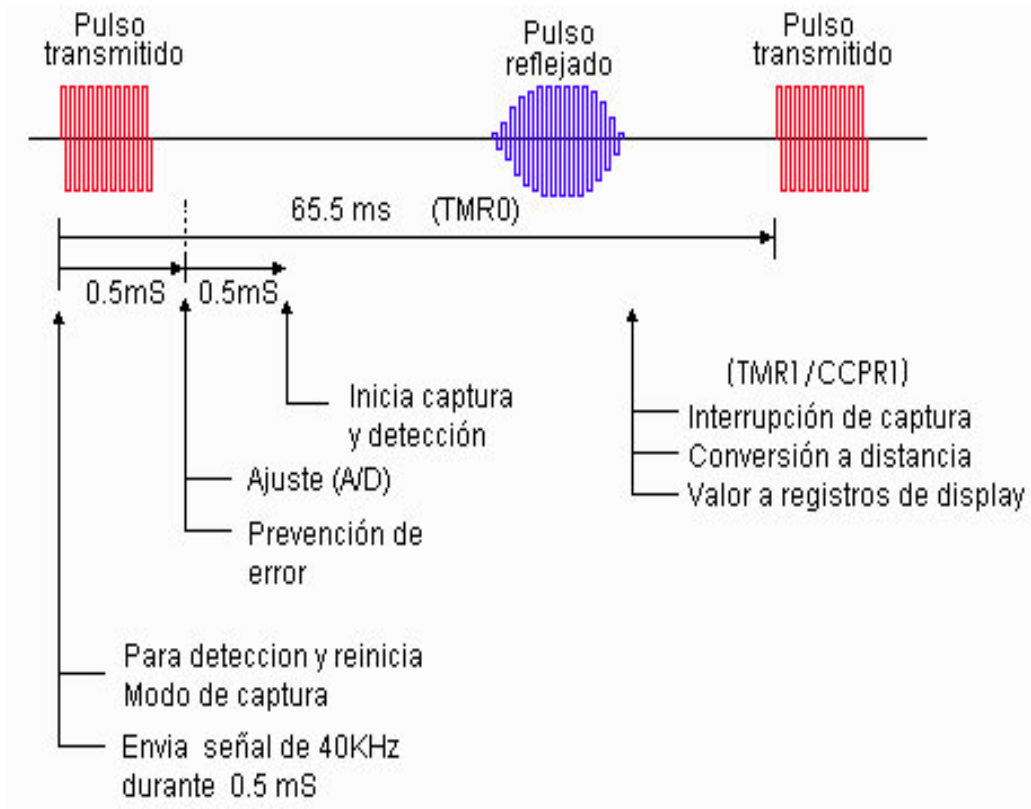 Pulso
transmitido
Pulso
reflejado
Pulso
transmitido
65.5 ms (TMR0)
0.5mS
0.5mS
(TMR1/CCPR1)
Inicia captura
y detección
Interrupción de captura
Conversión a distancia
Valor a registros de display
Ajuste (A/D)
Prevención de
error
Para deteccion y reinicia
Modo de captura
Envia señal de 40KHz
durante 0.5 mS